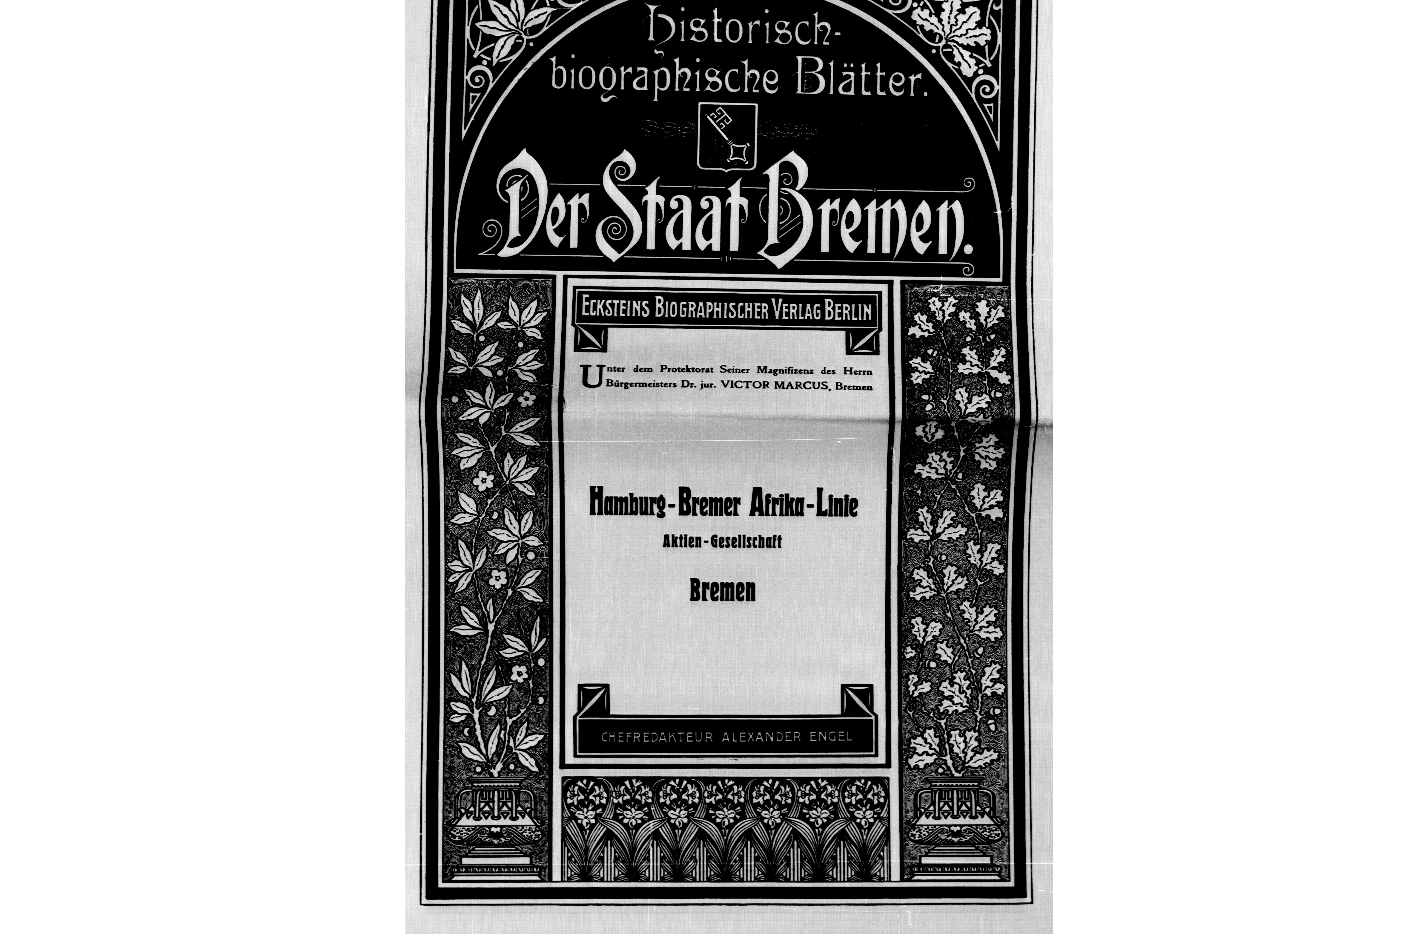 Historisch-
biographische Blätter.
Der Staat Bremen.
ECKSTEINS BIOGRAPHISCHER VERLAG BERLIN
Unter dem Protektorat Seiner Magnifizenz des Herrn
Bürgermeisters Dr. jur. VICTOR MARCUS, Bremen
Hamburg-Bremer Afrika-Linie
Aktien-Gesellschaft
Bremen
CHEFREDAKTEUR ALEXANDER ENGEL